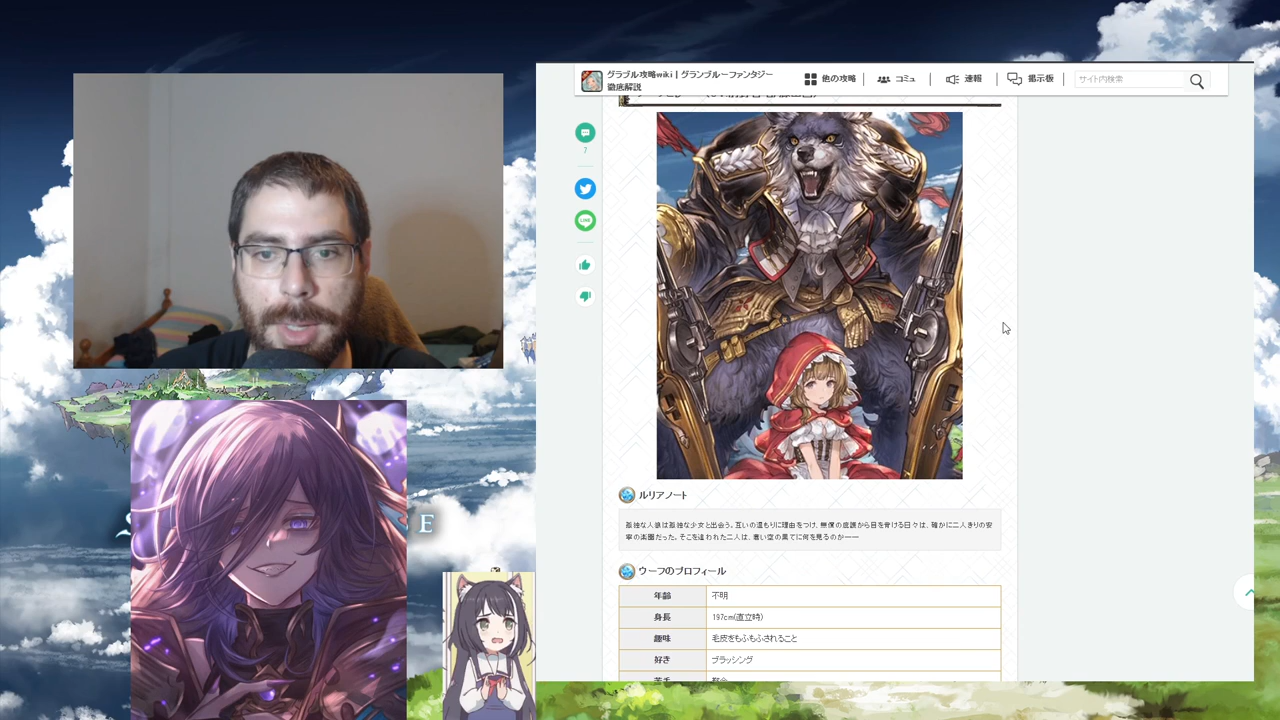 グラブル攻略wiki | グランブルーファンタジー
徹底解説
他の攻略
コミュ
速報
掲示板
サイト内検索
7
LINE
E
ルリアノート
孤独な人狼は孤独な少女と出会う。互いの温もりに理由をつけ、無償の庇護から目を背ける日々は、確かに二人きりの安
寧の楽園だった。そこを追われた二人は、蒼い空の果てに何を見るのか――
ウーフのプロフィール
年齢 不明
身長 197cm(直立時)
趣味 毛皮をもふもふされること
好き ブラッシング